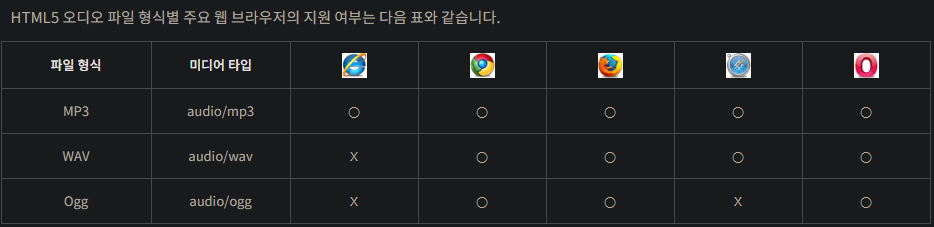 HTML5 오디오 파일 형식별 주요 웹 브라우저의 지원 여부는 다음 표와 같습니다.
파일 형식 미디어 타입
MP3 audio/mp3 ○ ○ ○ ○ ○
WAV audio/wav X ○ ○ ○ ○
Ogg audio/ogg X ○ ○ X ○